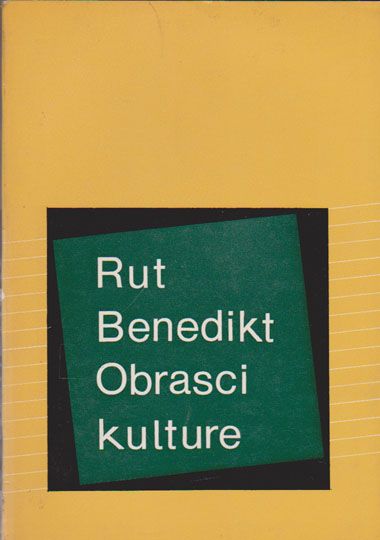 Rut
Benedikt
Obrasci
kulture